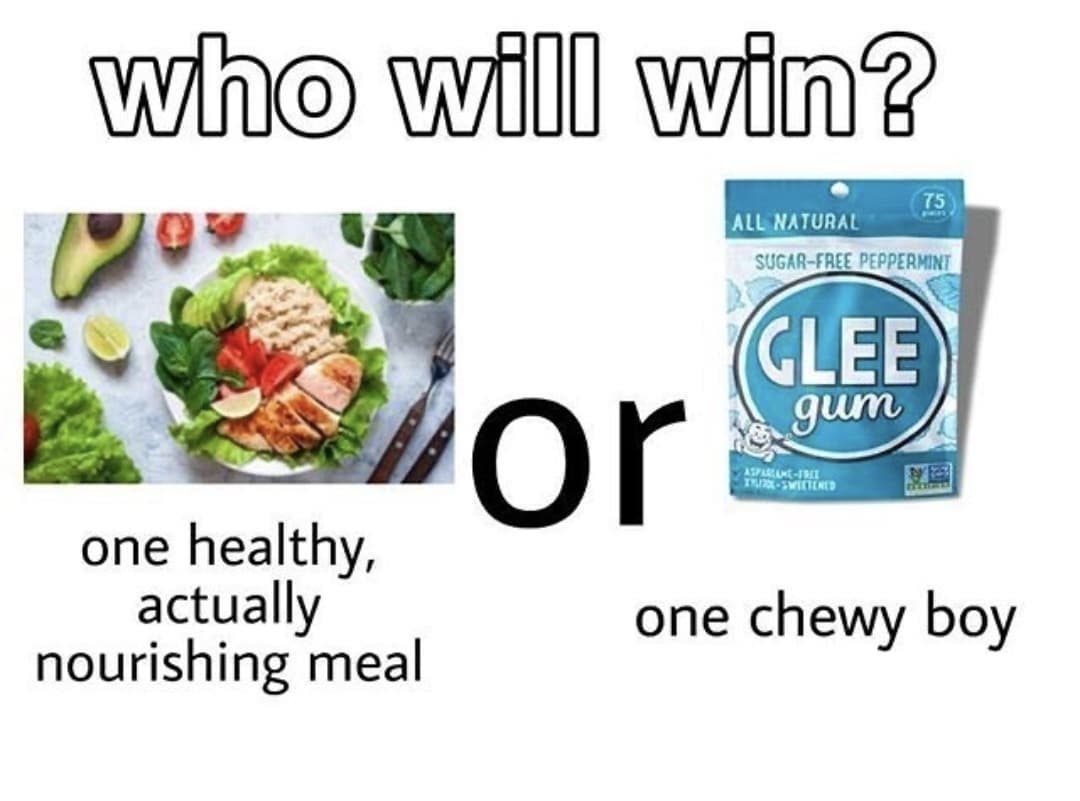 who will win?
75
pieces
ALL NATURAL
SUGAR-FREE PEPPERMINT
GLEE
gum
ASPARTAME-FREE
XYLITOL-SWEETENED
or
one healthy,
actually
nourishing meal
one chewy boy